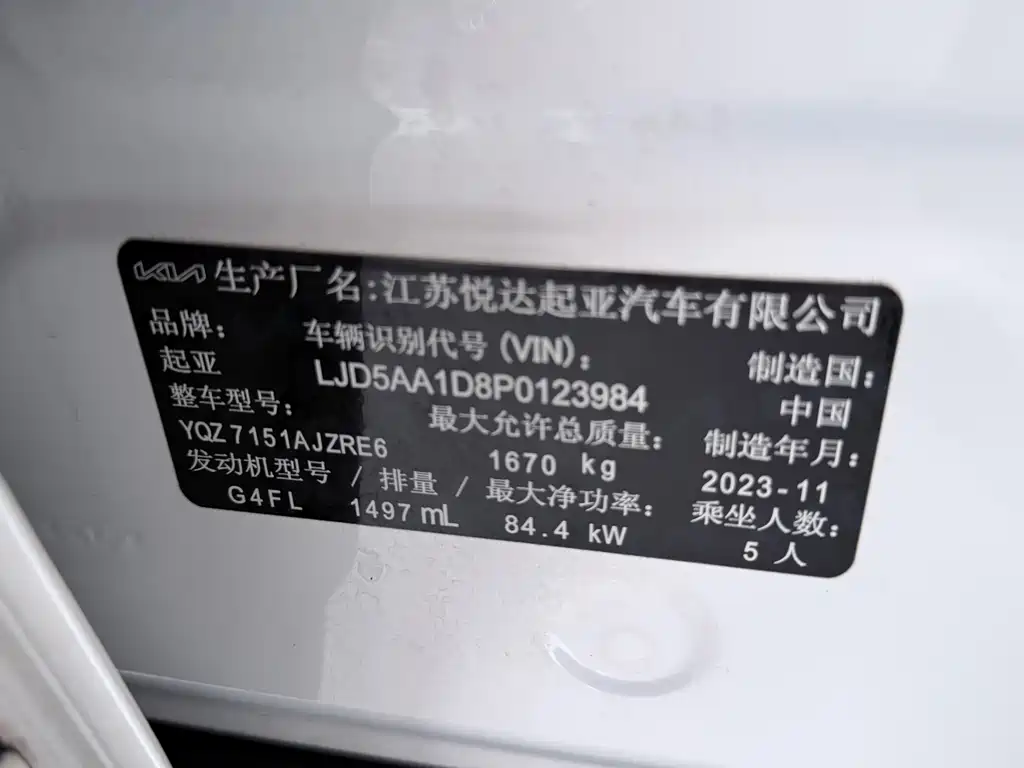 KIA 生产厂名:江苏悦达起亚汽车有限公司
品牌: 车辆识别代号(VIN): 制造国:
起亚 LJD5AA1D8P0123984 中国
整车型号: 最大允许总质量: 制造年月:
YQZ7151AJZRE6 1670 kg 2023-11
发动机型号 / 排量 / 最大净功率: 乘坐人数:
G4FL 1497 mL 84.4 kW 5 人